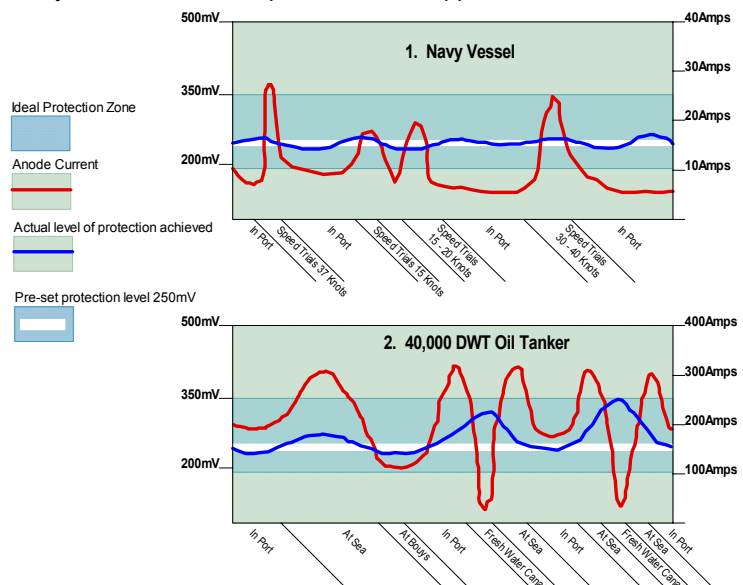 500mV
40Amps
1. Navy Vessel
30Amps
350mV
Ideal Protection Zone
20Amps
Anode Current
200mV
10Amps
Actual level of protection achieved
In Port
Speed Trials 37 Knots
In Port
Speed Trials 15 Knots
Speed Trials
15 - 20 Knots
In Port
Speed Trials
30 - 40 Knots
In Port
Pre-set protection level 250mV
500mV
400Amps
2. 40,000 DWT Oil Tanker
300Amps
350mV
200Amps
200mV
100Amps
In Port
At Sea
At Bouys
In Port
Fresh Water Canal
At Sea
In Port
At Sea
At Sea
In Port